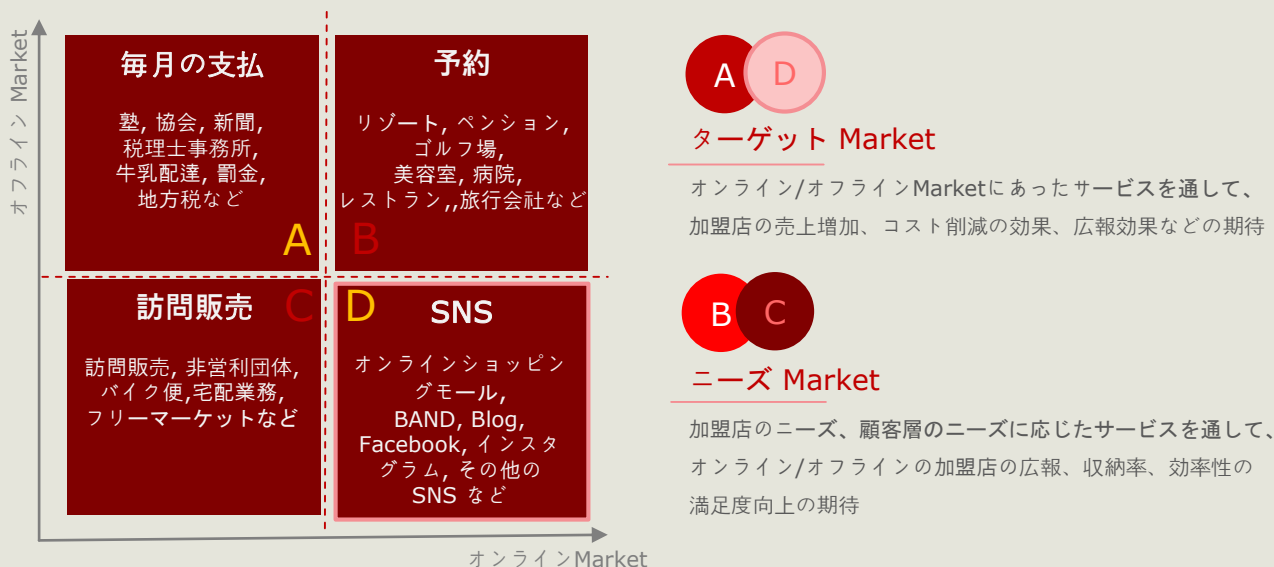 オフライン Market
毎月の支払
塾, 協会, 新聞,
税理士事務所,
牛乳配達, 罰金,
地方税など
A
予約
リゾート, ペンション,
ゴルフ場,
美容室, 病院,
レストラン,,旅行会社など
B
訪問販売
C
訪問販売, 非営利団体,
バイク便,宅配業務,
フリーマーケットなど
D
SNS
オンラインショッピン
グモール,
BAND, Blog,
Facebook, インスタ
グラム, その他の
SNS など
オンラインMarket
A
D
ターゲット Market
オンライン/オフラインMarketにあったサービスを通して、
加盟店の売上増加、コスト削減の効果、広報効果などの期待
B
C
ニーズ Market
加盟店のニーズ、顧客層のニーズに応じたサービスを通して、
オンライン/オフラインの加盟店の広報、収納率、効率性の
満足度向上の期待